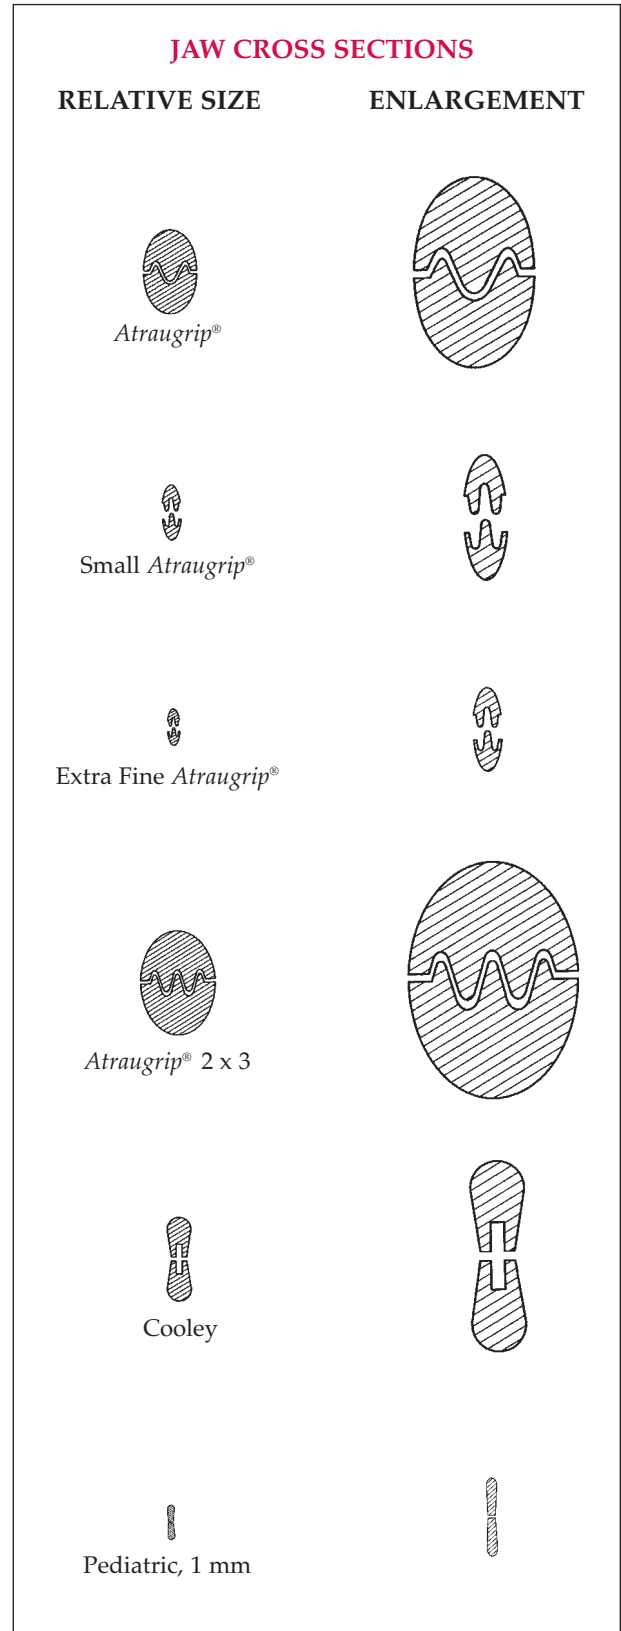 JAW CROSS SECTIONS
RELATIVE SIZE ENLARGEMENT
Atraugrip®
Small Atraugrip®
Extra Fine Atraugrip®
Atraugrip® 2 x 3
Cooley
Pediatric, 1 mm